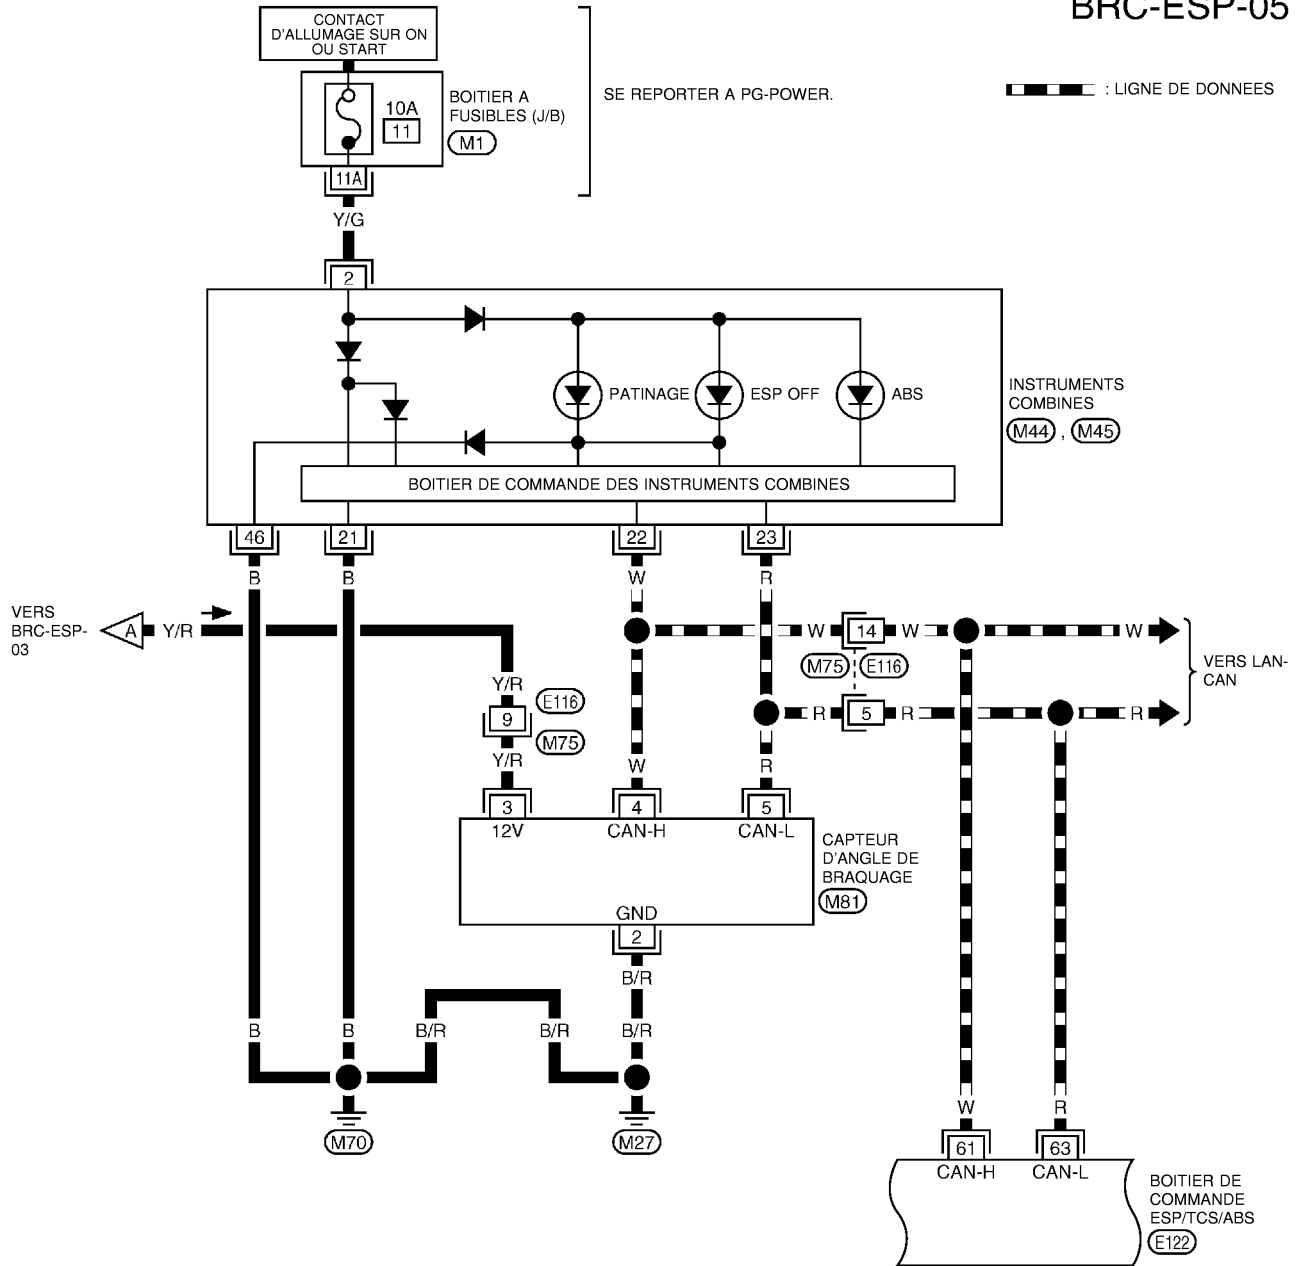 BRC-ESP-05
CONTACT
D'ALLUMAGE SUR ON
OU START
10A
11
BOITIER A
FUSIBLES (J/B)
M1
SE REPORTER A PG-POWER.
: LIGNE DE DONNEES
11A
Y/G
2
PATINAGE
ESP OFF
ABS
INSTRUMENTS
COMBINES
M44 , M45
BOITIER DE COMMANDE DES INSTRUMENTS COMBINES
46
21
22
23
B
B
W
R
VERS
BRC-ESP-
03
A
Y/R
W
14
W
W
M75
E116
VERS LAN-
CAN
R
5
R
R
Y/R
E116
9
M75
Y/R
W
R
3
4
5
12V
CAN-H
CAN-L
CAPTEUR
D'ANGLE DE
BRAQUAGE
M81
GND
2
B/R
B
B
B/R
B/R
B/R
M70
M27
W
R
61
63
CAN-H
CAN-L
BOITIER DE
COMMANDE
ESP/TCS/ABS
E122